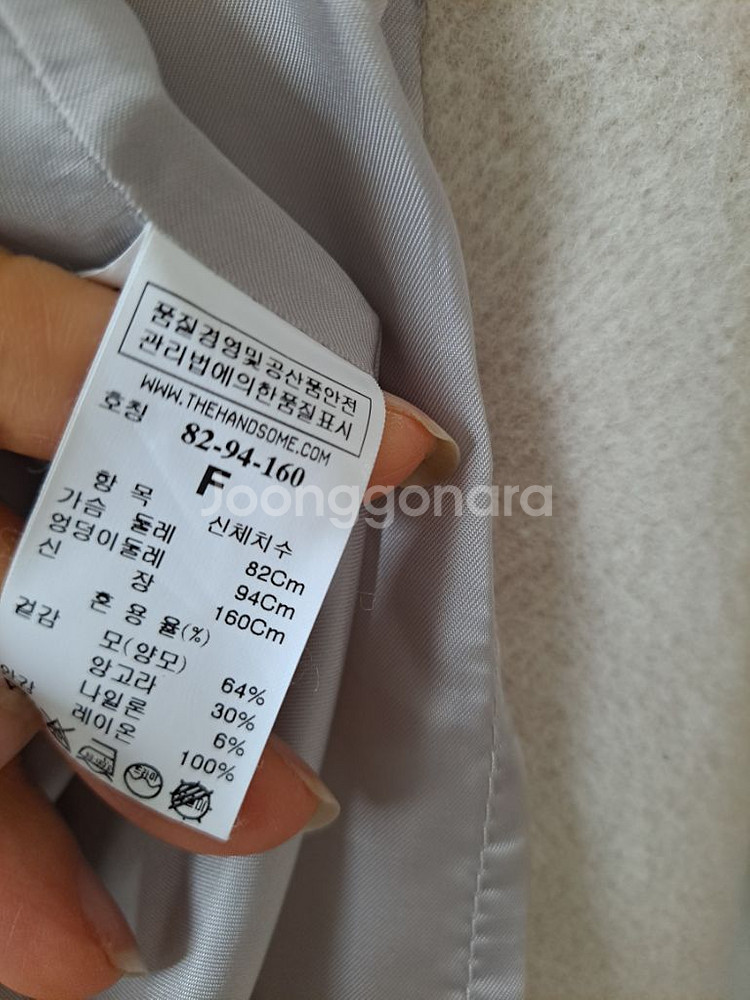 품질경영및공산품안전
관리법에의한품질표시
WWW.THEHANDSOME.COM
호칭 82-94-160
F
항 목 신체치수
가슴 둘레 82Cm
엉덩이둘레 94Cm
신 장 160Cm
혼 용 율(%)
겉감 모(양모) 64%
앙고라 30%
나일론 6%
레이온 100%
Joonggonara